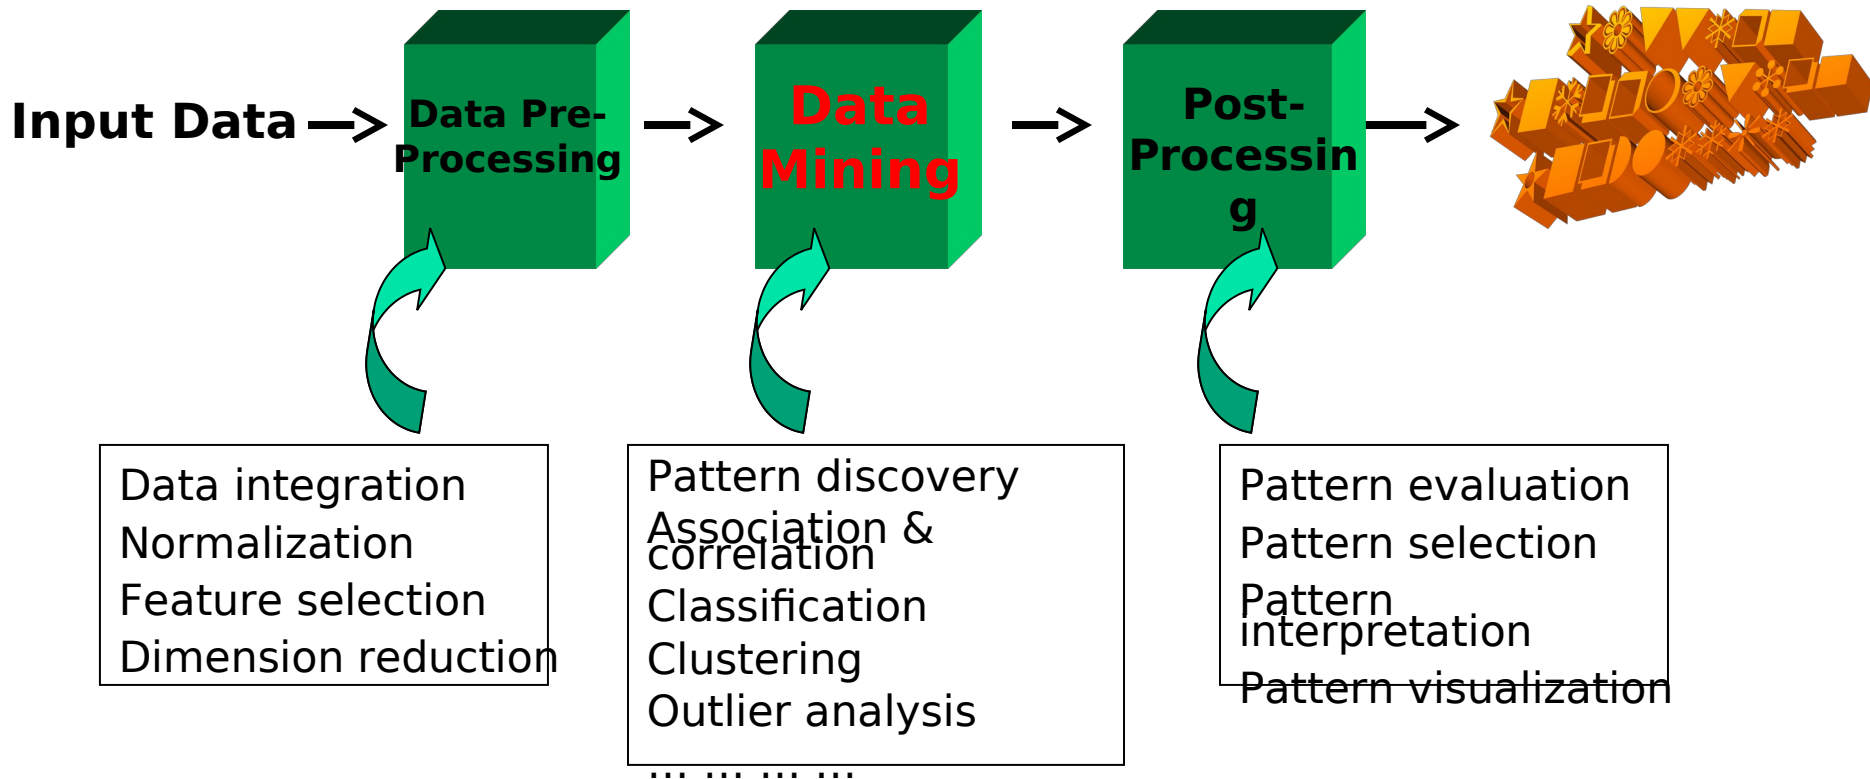 Input Data
Data Pre-
Processing
Data
Mining
Post-
Processin
g
Data integration
Normalization
Feature selection
Dimension reduction
Pattern discovery
Association &
correlation
Classification
Clustering
Outlier analysis
... ... ... ...
Pattern evaluation
Pattern selection
Pattern
interpretation
Pattern visualization